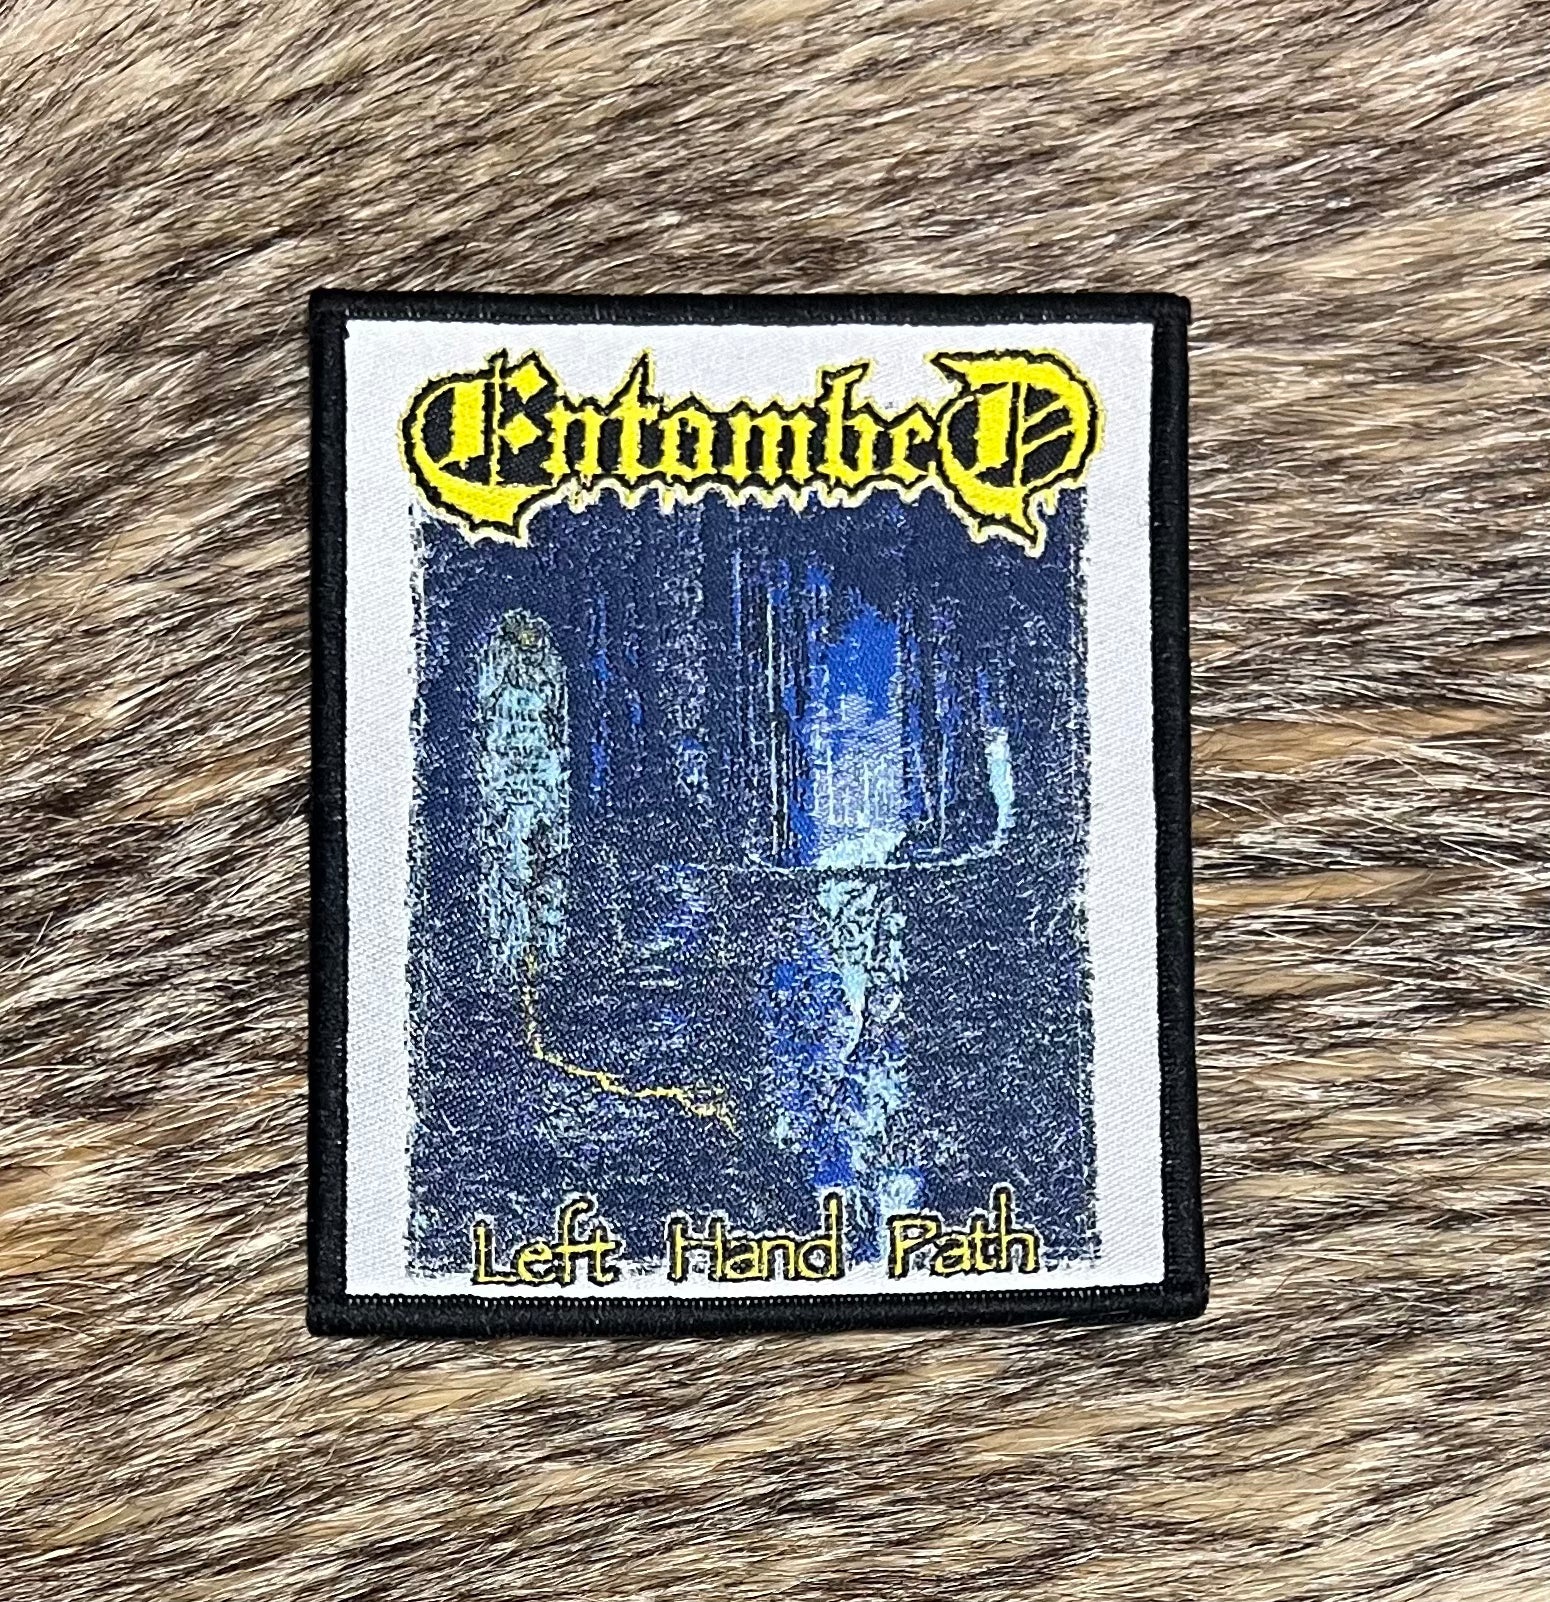 Entombed
Left Hand Path